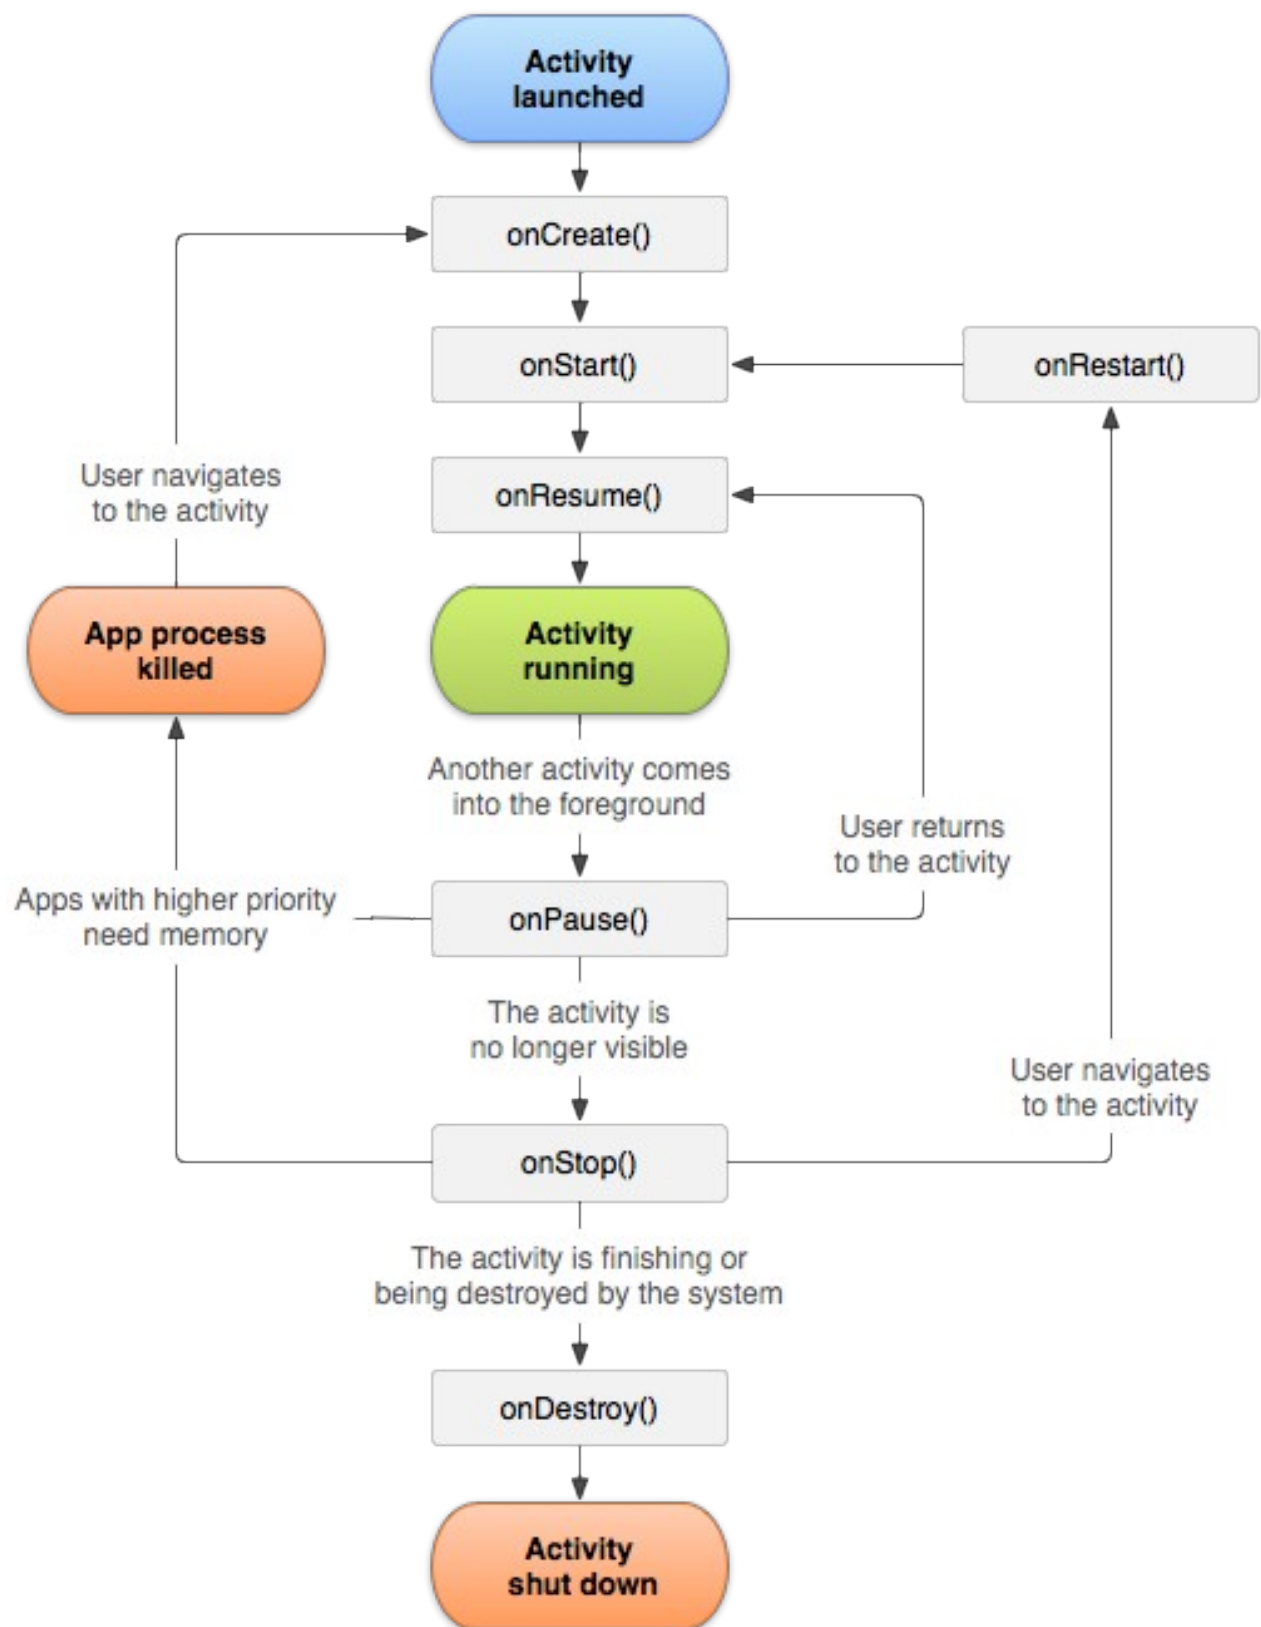 Activity
launched
onCreate()
onStart()
onRestart()
User navigates
to the activity
onResume()
App process
killed
Activity
running
Another activity comes
into the foreground
User returns
to the activity
Apps with higher priority
need memory
onPause()
The activity is
no longer visible
User navigates
to the activity
onStop()
The activity is finishing or
being destroyed by the system
onDestroy()
Activity
shut down